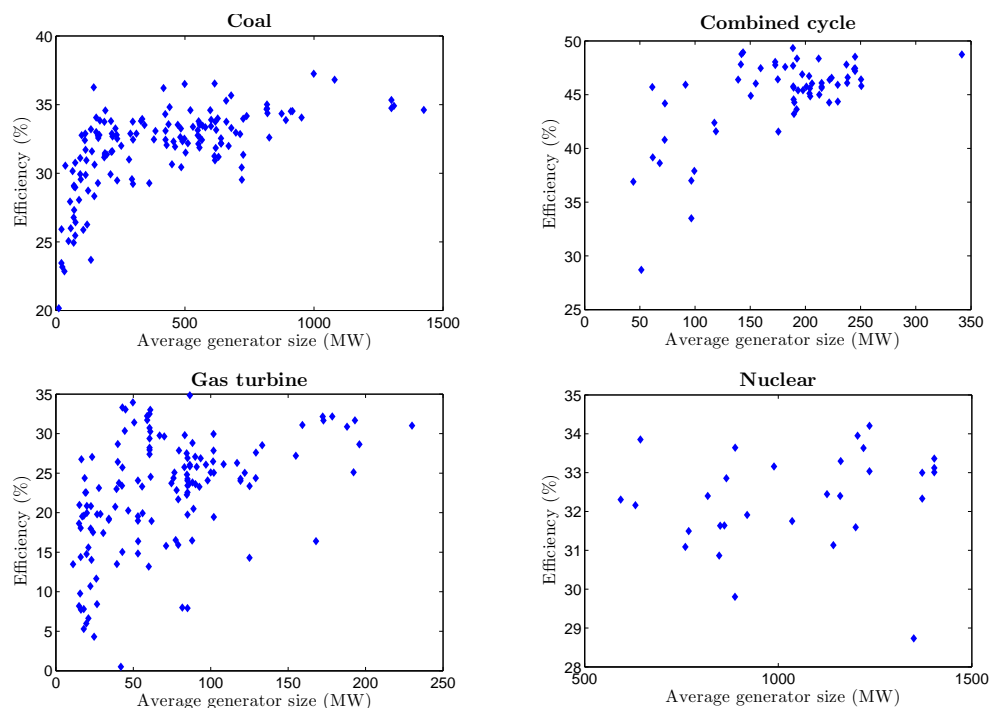 Coal
Efficiency (%)
40
35
30
25
20
0 500 1000 1500
Average generator size (MW)
Combined cycle
Efficiency (%)
50
45
40
35
30
25
0 50 100 150 200 250 300 350
Average generator size (MW)
Gas turbine
Efficiency (%)
35
30
25
20
15
10
5
0
0 50 100 150 200 250
Average generator size (MW)
Nuclear
Efficiency (%)
35
34
33
32
31
30
29
28
500 1000 1500
Average generator size (MW)